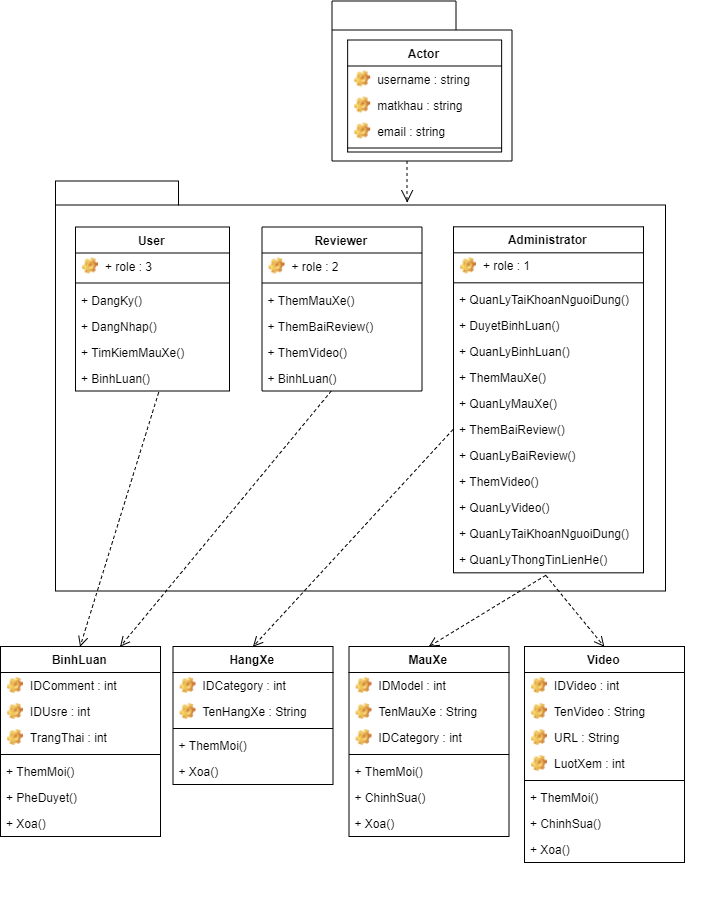 Actor
username : string
matkhau : string
email : string
User
+ role : 3
+ DangKy()
+ DangNhap()
+ TimKiemMauXe()
+ BinhLuan()
Reviewer
+ role : 2
+ ThemMauXe()
+ ThemBaiReview()
+ ThemVideo()
+ BinhLuan()
Administrator
+ role : 1
+ QuanLyTaiKhoanNguoiDung()
+ DuyetBinhLuan()
+ QuanLyBinhLuan()
+ ThemMauXe()
+ QuanLyMauXe()
+ ThemBaiReview()
+ QuanLyBaiReview()
+ ThemVideo()
+ QuanLyVideo()
+ QuanLyTaiKhoanNguoiDung()
+ QuanLyThongTinLienHe()
BinhLuan
IDComment : int
IDUsre : int
TrangThai : int
+ ThemMoi()
+ PheDuyet()
+ Xoa()
HangXe
IDCategory : int
TenHangXe : String
+ ThemMoi()
+ Xoa()
MauXe
IDModel : int
TenMauXe : String
IDCategory : int
+ ThemMoi()
+ ChinhSua()
+ Xoa()
Video
IDVideo : int
TenVideo : String
URL : String
LuotXem : int
+ ThemMoi()
+ ChinhSua()
+ Xoa()